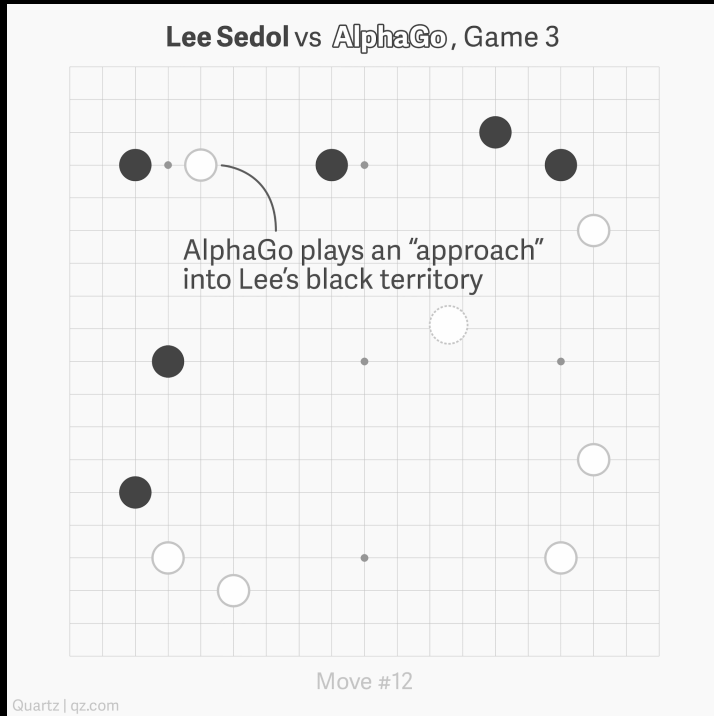 Lee Sedol vs AlphaGo, Game 3
AlphaGo plays an “approach”
into Lee’s black territory
Move #12
Quartz | qz.com